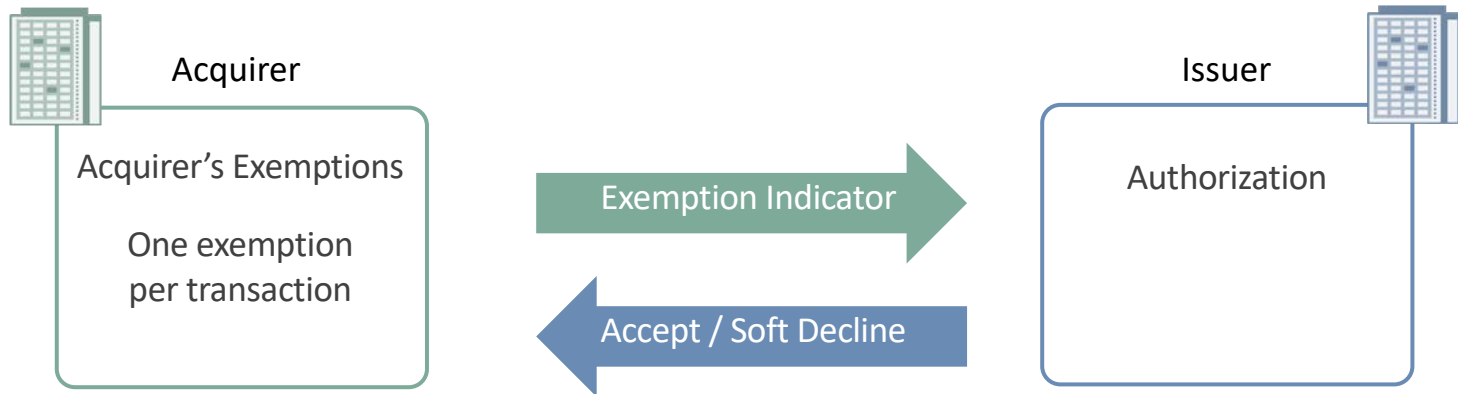 Acquirer
Issuer
Acquirer’s Exemptions
One exemption
per transaction
Exemption Indicator
Accept / Soft Decline
Authorization